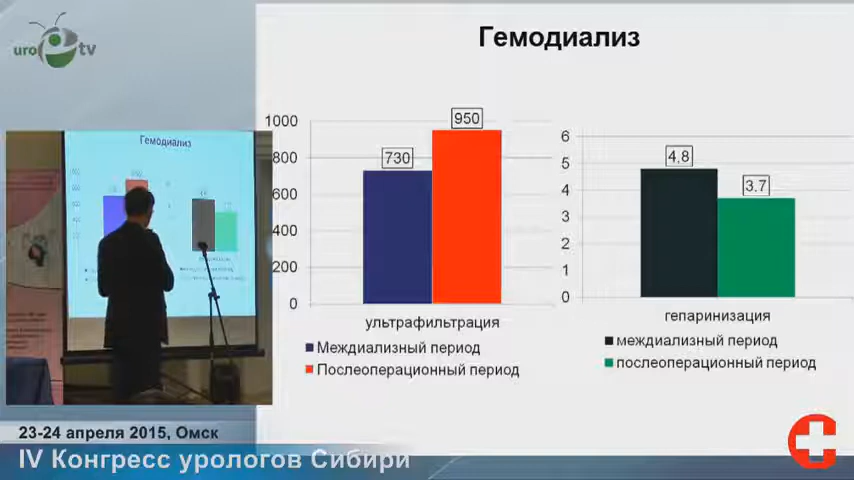 uro tv
Гемодиализ
1000
800
600
400
200
0
730
950
ультрафильтрация
Междиализный период
Послеоперационный период
6
5
4
3
2
1
0
4,8
3.7
гепаринизация
междиализный период
послеоперационный период
Гемодиализ
23-24 апреля 2015, Омск
IV Конгресс урологов Сибири